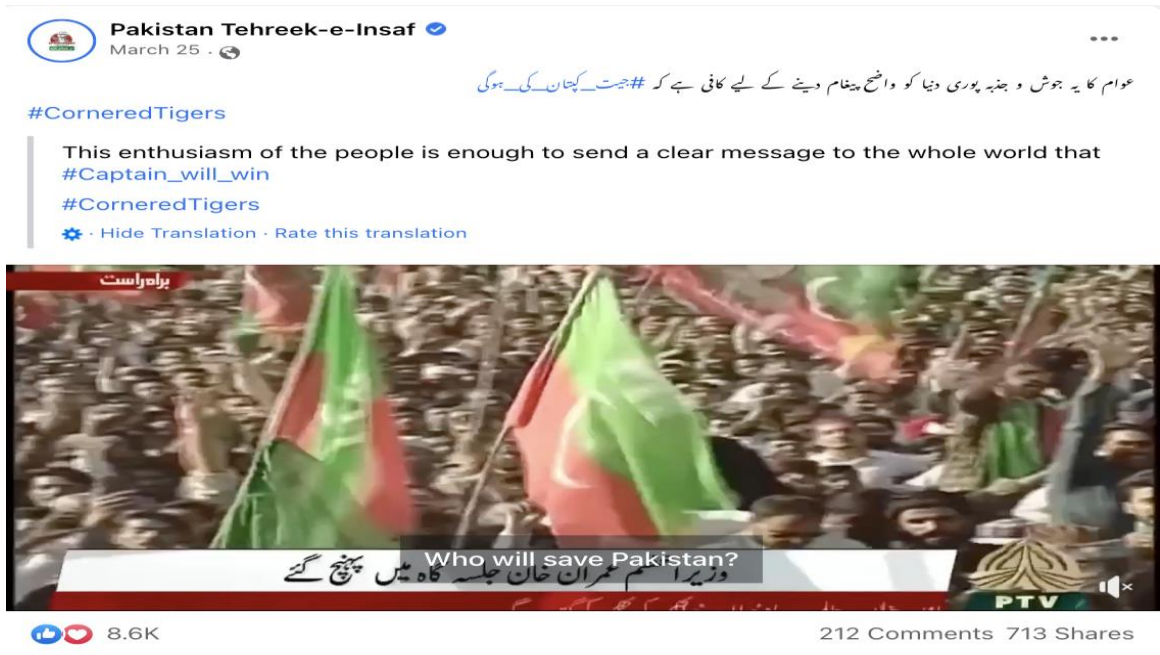 Pakistan Tehreek-e-Insaf
March 25 ·
عوام کا یہ جوش و جذبہ پوری دنیا کو واضح پیغام دینے کے لیے کافی ہے کہ #جیت_کپتان_کی_ہوگی
#CorneredTigers
This enthusiasm of the people is enough to send a clear message to the whole world that
#Captain_will_win
#CorneredTigers
· Hide Translation · Rate this translation
براہ راست
Who will save Pakistan?
وزیراعظم عمران خان جلسہ گاہ میں پہنچ گئے
PTV
8.6K
212 Comments 713 Shares